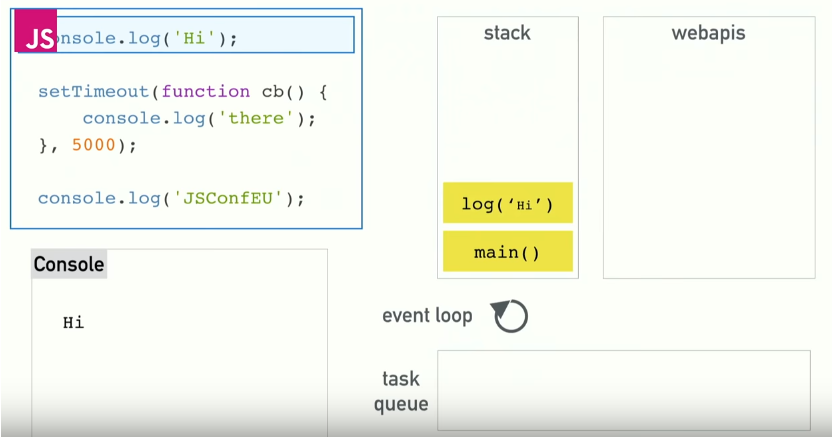 JS
console.log('Hi');
setTimeout(function cb() {
    console.log('there');
}, 5000);
console.log('JSConfEU');
Console
Hi
stack
log('Hi')
main()
webapis
event loop
task
queue